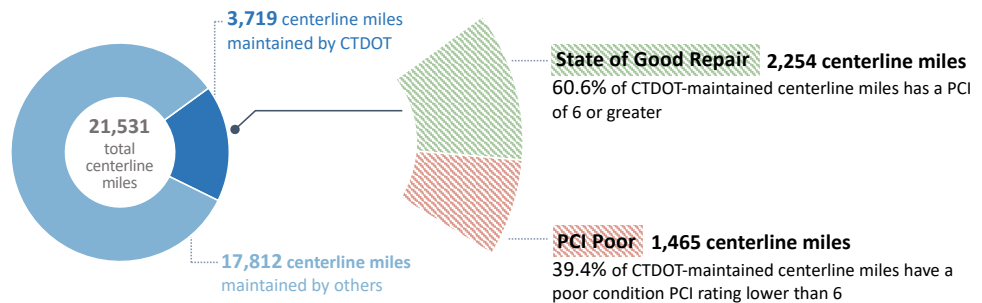 3,719 centerline miles
maintained by CTDOT
21,531
total
centerline
miles
17,812 centerline miles
maintained by others
State of Good Repair 2,254 centerline miles
60.6% of CTDOT-maintained centerline miles has a PCI
of 6 or greater
PCI Poor 1,465 centerline miles
39.4% of CTDOT-maintained centerline miles have a
poor condition PCI rating lower than 6